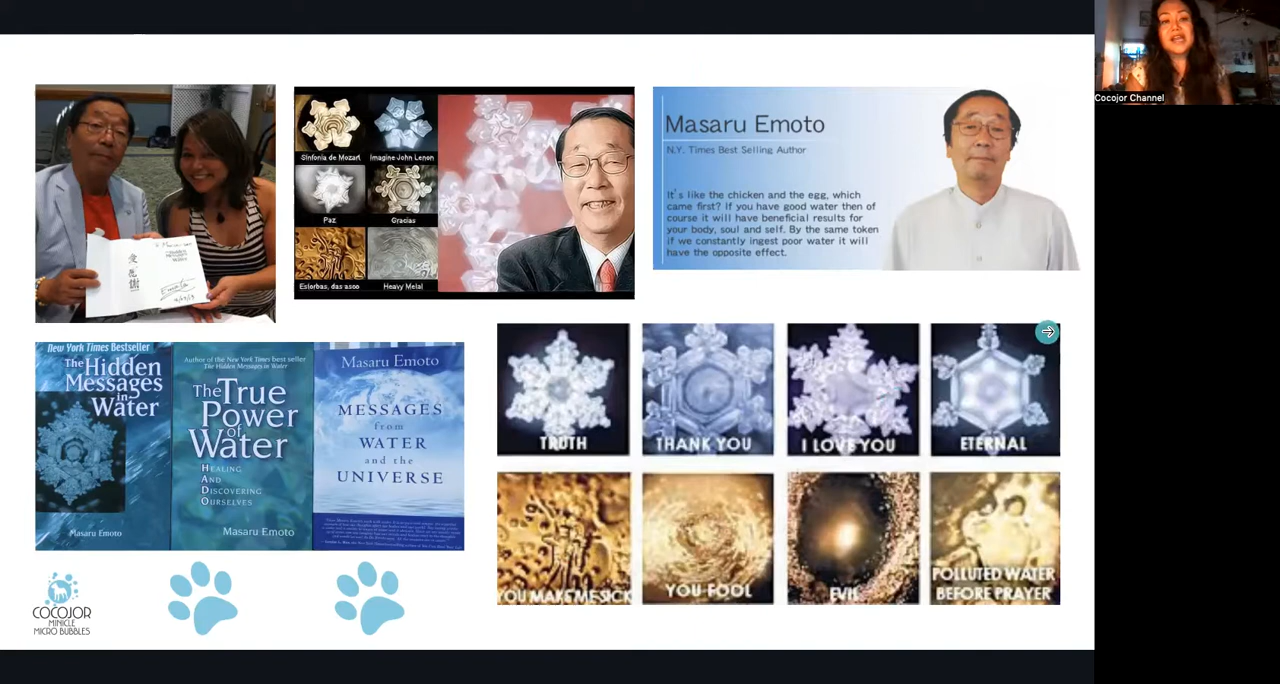 Cocojor Channel
愛感謝
Sinfonia de Mozart
Imagine John Lenon
Paz
Gracias
Heavy Metal
Masaru Emoto
N.Y. Times Best Selling Author
It's like the chicken and the egg, which
came first? If you have good water then of
course it will have beneficial results for
your body, soul and self. By the same token
if we constantly ingest poor water it will
have the opposite effect.
New York Times Bestseller
The Hidden
Messages
in
Water
Masaru Emoto
Author of the New York Times best seller
The Hidden Messages in Water
The True
Power
of
Water
HEALING
AND
DISCOVERING
OURSELVES
Masaru Emoto
Masaru Emoto
MESSAGES
from
WATER
and the
UNIVERSE
TRUTH
THANK YOU
I LOVE YOU
ETERNAL
YOU MAKE ME SICK
YOU FOOL
EVIL
POLLUTED WATER
BEFORE PRAYER
COCOJOR
MINICLE
MICRO BUBBLES